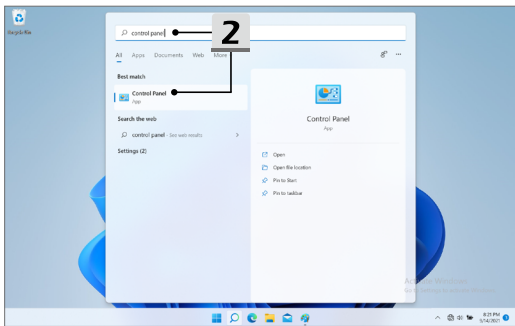 Recycle Bin
control panel
2
All Apps Documents Web More
Best match
Control Panel
App
Search the web
control panel - See web results
Settings (2)
Control Panel
App
Open
Open file location
Pin to Start
Pin to taskbar
Activate Windows
8:21 PM
5/14/2021